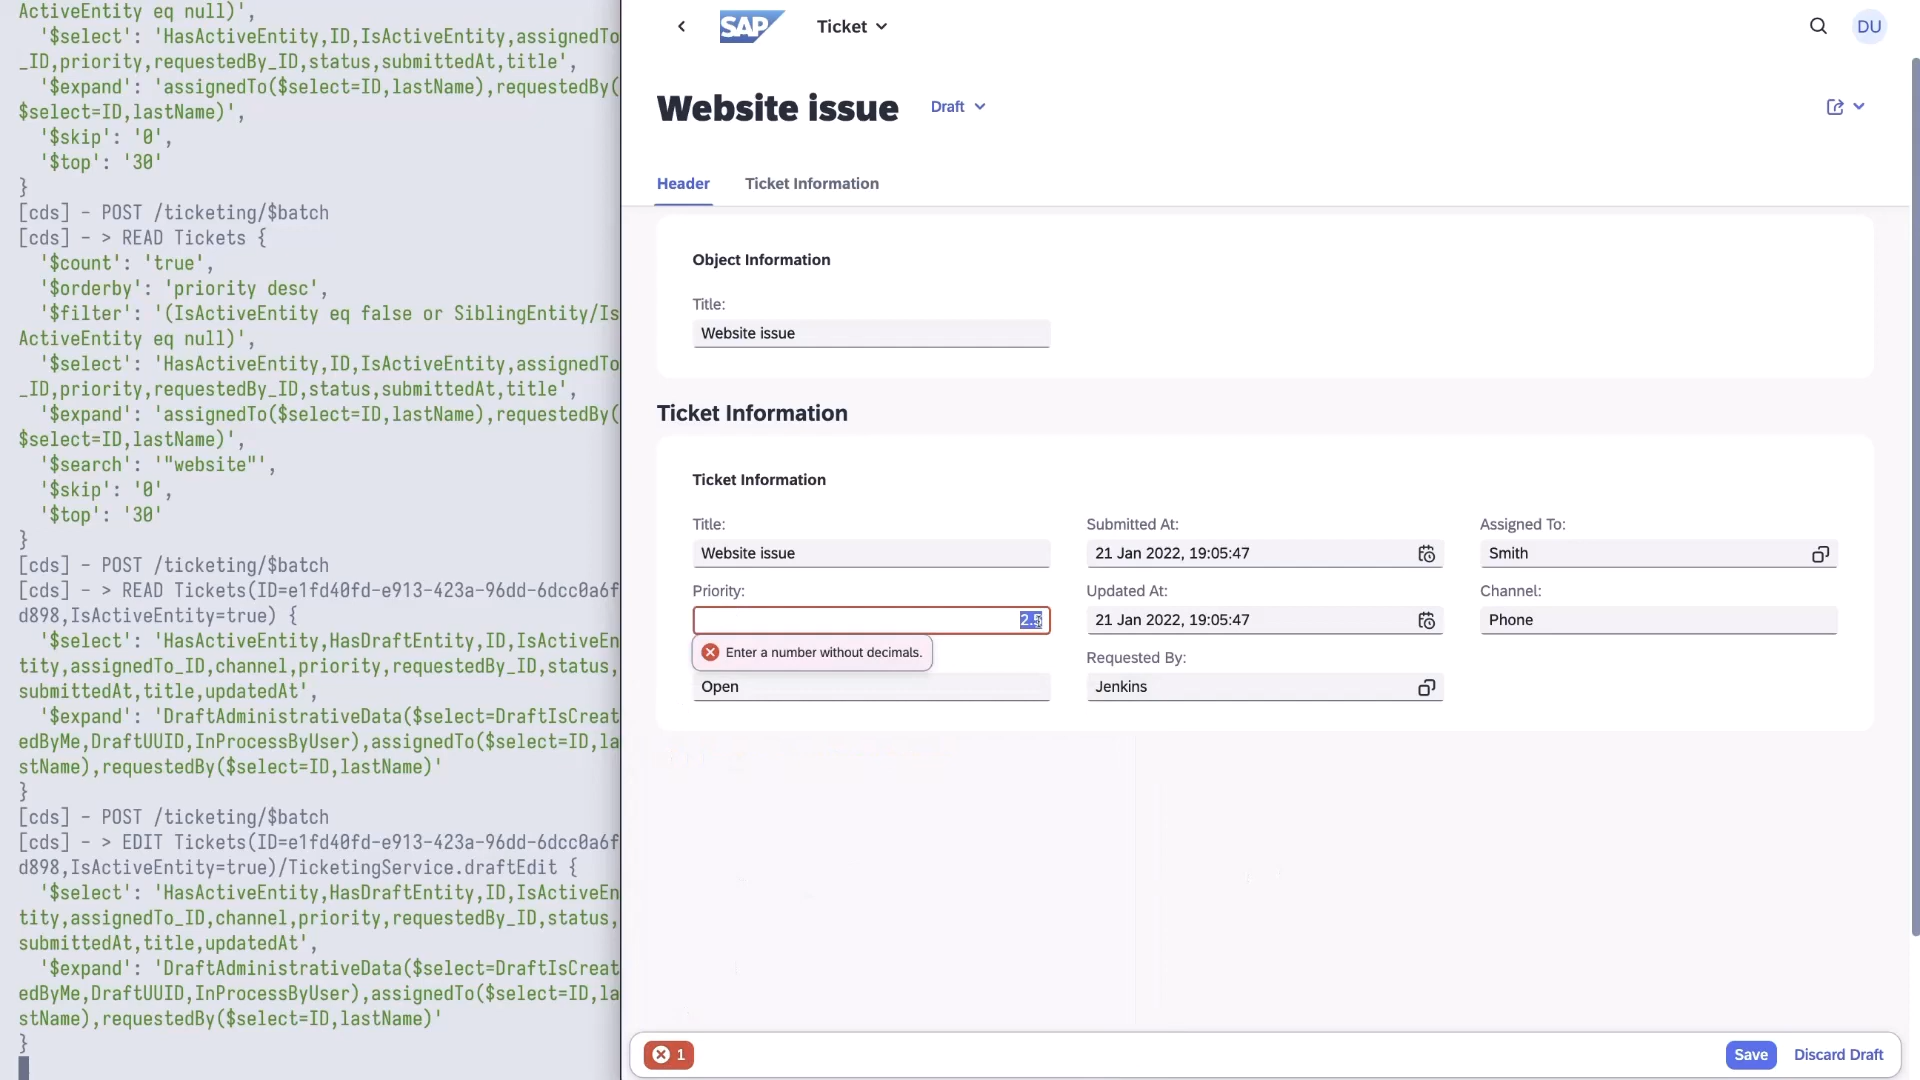 ActiveEntity eq null)',
'$select': 'HasActiveEntity,ID,IsActiveEntity,assignedTo
_ID,priority,requestedBy_ID,status,submittedAt,title',
'$expand': 'assignedTo($select=ID,lastName),requestedBy(
$select=ID,lastName)',
'$skip': '0',
'$top': '30'
}
[cds] - POST /ticketing/$batch
[cds] - > READ Tickets {
'$count': 'true',
'$orderby': 'priority desc',
'$filter': '(IsActiveEntity eq false or SiblingEntity/Is
ActiveEntity eq null)',
'$select': 'HasActiveEntity,ID,IsActiveEntity,assignedTo
_ID,priority,requestedBy_ID,status,submittedAt,title',
'$expand': 'assignedTo($select=ID,lastName),requestedBy(
$select=ID,lastName)',
'$search': '"website"',
'$skip': '0',
'$top': '30'
}
[cds] - POST /ticketing/$batch
[cds] - > READ Tickets(ID=e1fd40fd-e913-423a-96dd-6dcc0a6f
d898,IsActiveEntity=true) {
'$select': 'HasActiveEntity,HasDraftEntity,ID,IsActiveEn
tity,assignedTo_ID,channel,priority,requestedBy_ID,status,
submittedAt,title,updatedAt',
'$expand': 'DraftAdministrativeData($select=DraftIsCreat
edByMe,DraftUUID,InProcessByUser),assignedTo($select=ID,la
stName),requestedBy($select=ID,lastName)'
}
[cds] - POST /ticketing/$batch
[cds] - > EDIT Tickets(ID=e1fd40fd-e913-423a-96dd-6dcc0a6f
d898,IsActiveEntity=true)/TicketingService.draftEdit {
'$select': 'HasActiveEntity,HasDraftEntity,ID,IsActiveEn
tity,assignedTo_ID,channel,priority,requestedBy_ID,status,
submittedAt,title,updatedAt',
'$expand': 'DraftAdministrativeData($select=DraftIsCreat
edByMe,DraftUUID,InProcessByUser),assignedTo($select=ID,la
stName),requestedBy($select=ID,lastName)'
}
SAP Ticket DU
Website issue Draft
Header Ticket Information
Object Information
Title:
Website issue
Ticket Information
Ticket Information
Title: Submitted At: Assigned To:
Website issue 21 Jan 2022, 19:05:47 Smith
Priority: Updated At: Channel:
2.5 21 Jan 2022, 19:05:47 Phone
Enter a number without decimals. Requested By:
Open Jenkins
1 Save Discard Draft